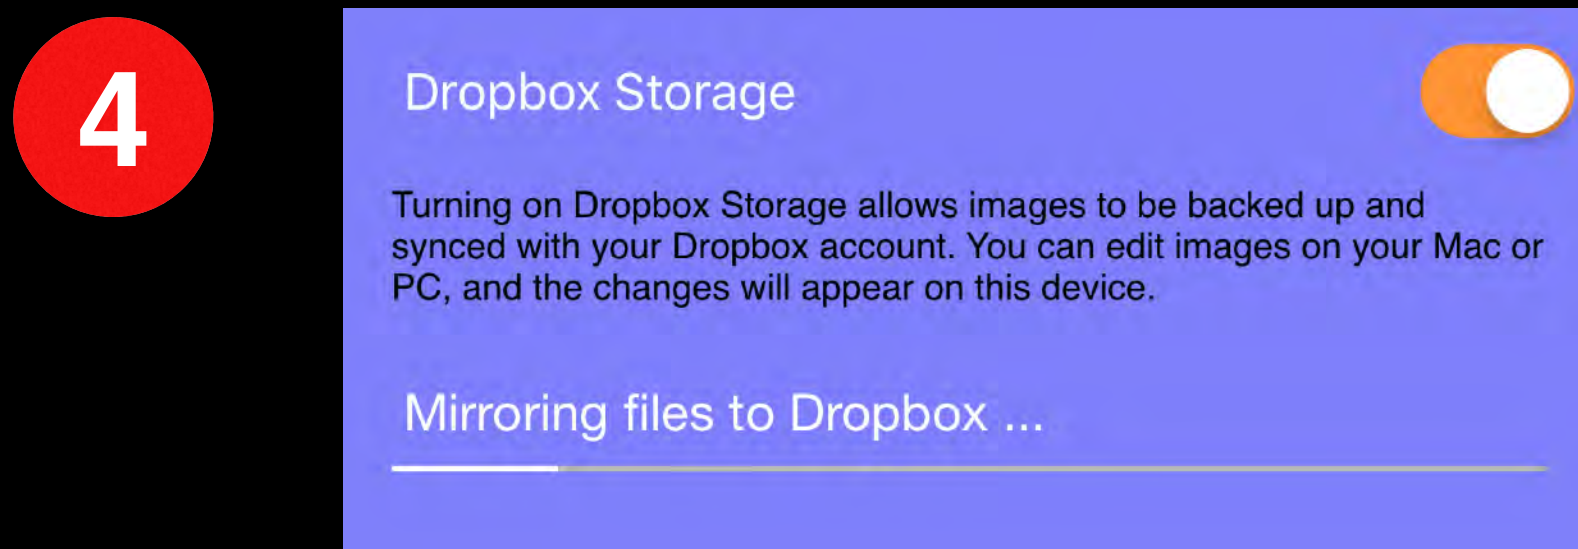 4
Dropbox Storage
Turning on Dropbox Storage allows images to be backed up and
synced with your Dropbox account. You can edit images on your Mac or
PC, and the changes will appear on this device.
Mirroring files to Dropbox ...